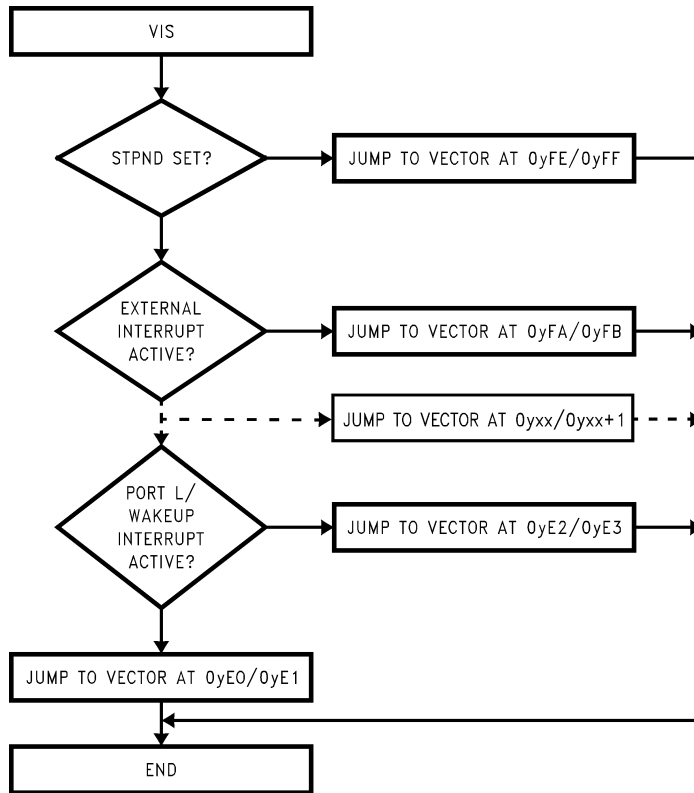 VIS
STPND SET?
JUMP TO VECTOR AT 0yFE/0yFF
EXTERNAL
INTERRUPT
ACTIVE?
JUMP TO VECTOR AT 0yFA/0yFB
JUMP TO VECTOR AT 0yxx/0yxx+1
PORT L/
WAKEUP
INTERRUPT
ACTIVE?
JUMP TO VECTOR AT 0yE2/0yE3
JUMP TO VECTOR AT 0yE0/0yE1
END